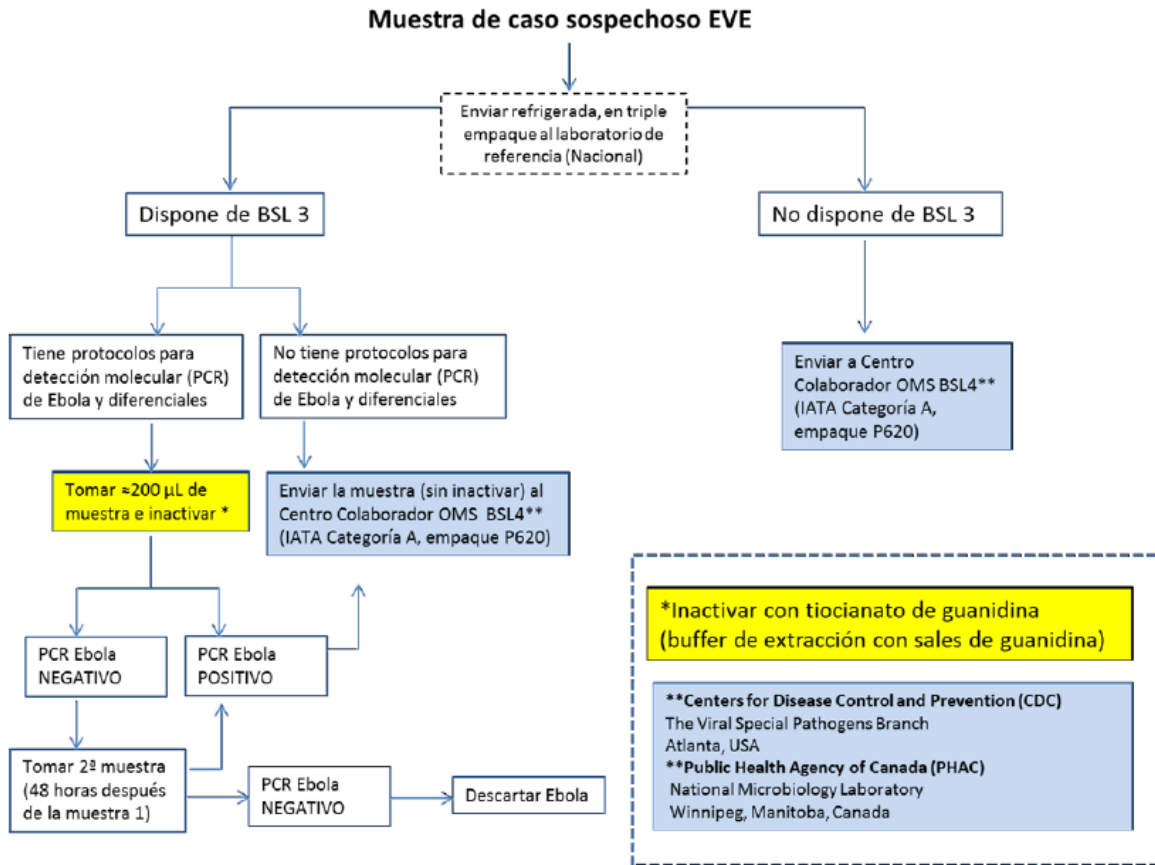 Muestra de caso sospechoso EVE
Enviar refrigerada, en triple
empaque al laboratorio de
referencia (Nacional)
Dispone de BSL 3
No dispone de BSL 3
Tiene protocolos para
detección molecular (PCR)
de Ebola y diferenciales
No tiene protocolos para
detección molecular (PCR)
de Ebola y diferenciales
Enviar a Centro
Colaborador OMS BSL4**
(IATA Categoría A,
empaque P620)
Tomar ≈200 µL de
muestra e inactivar *
Enviar la muestra (sin inactivar) al
Centro Colaborador OMS BSL4**
(IATA Categoría A, empaque P620)
PCR Ebola
NEGATIVO
PCR Ebola
POSITIVO
Tomar 2ª muestra
(48 horas después
de la muestra 1)
PCR Ebola
NEGATIVO
Descartar Ebola
*Inactivar con tiocianato de guanidina
(buffer de extracción con sales de guanidina)
**Centers for Disease Control and Prevention (CDC)
The Viral Special Pathogens Branch
Atlanta, USA
**Public Health Agency of Canada (PHAC)
National Microbiology Laboratory
Winnipeg, Manitoba, Canada